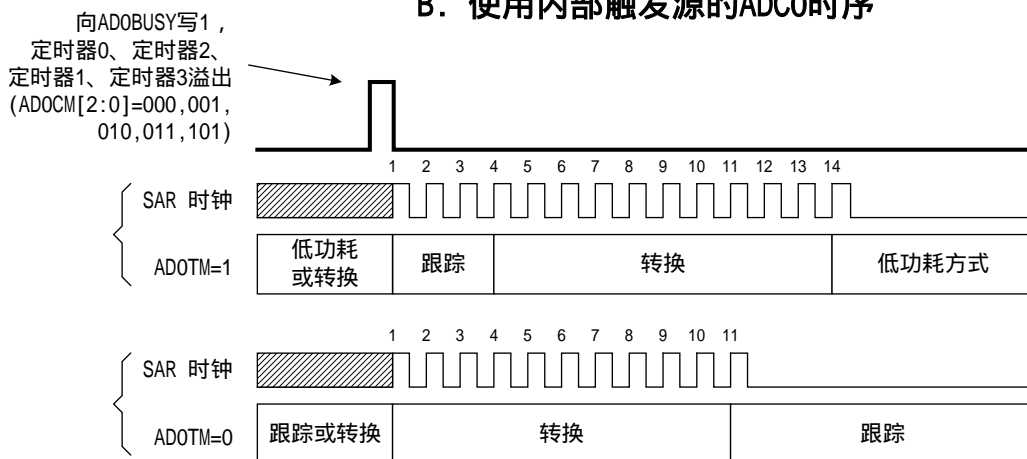 B. 使用内部触发源的ADC0时序
向AD0BUSY写1，
定时器0、定时器2、
定时器1、定时器3溢出
(AD0CM[2:0]=000,001,
010,011,101)
1 2 3 4 5 6 7 8 9 10 11 12 13 14
SAR 时钟
AD0TM=1
低功耗
或转换
跟踪
转换
低功耗方式
1 2 3 4 5 6 7 8 9 10 11
SAR 时钟
AD0TM=0
跟踪或转换
转换
跟踪